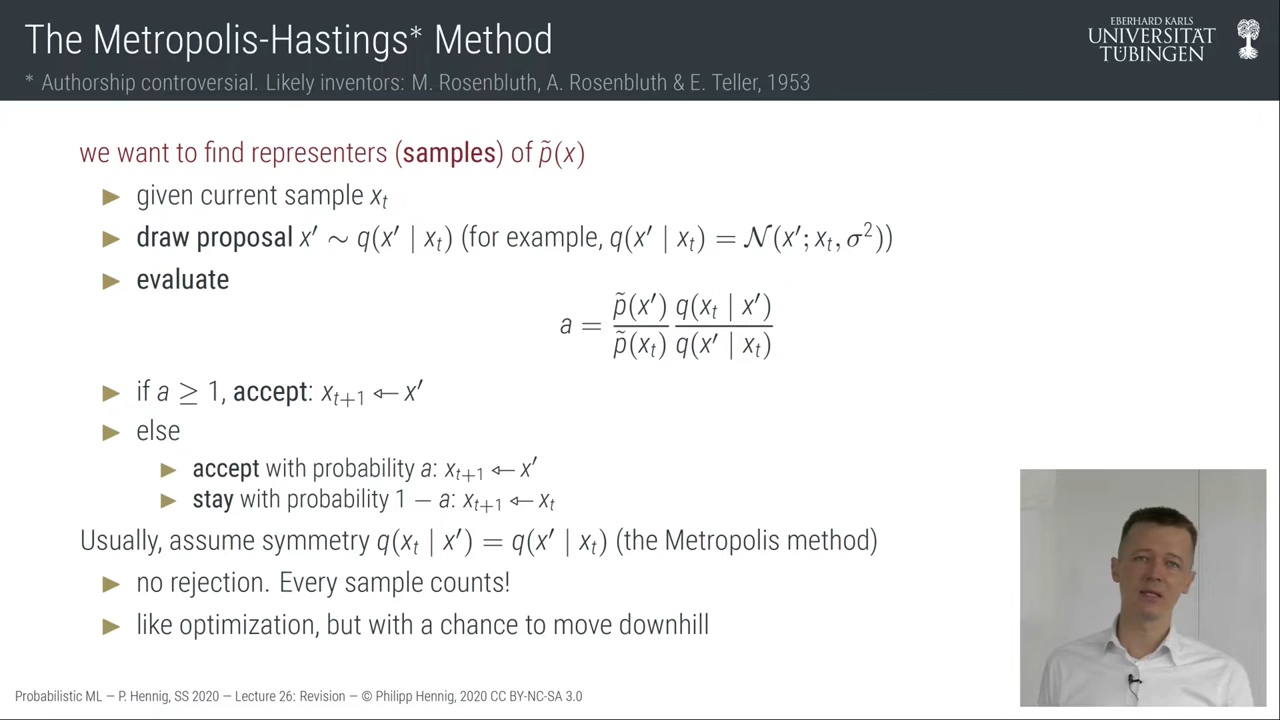 The Metropolis-Hastings* Method
* Authorship controversial. Likely inventors: M. Rosenbluth, A. Rosenbluth & E. Teller, 1953
EBERHARD KARLS
UNIVERSITÄT
TÜBINGEN
we want to find representers (samples) of p̃(x)
▶ given current sample xₜ
▶ draw proposal x′ ∼ q(x′ | xₜ) (for example, q(x′ | xₜ) = 𝒩(x′; xₜ, σ²))
▶ evaluate
a = p̃(x′)/p̃(xₜ) q(xₜ | x′)/q(x′ | xₜ)
▶ if a ≥ 1, accept: xₜ₊₁ ← x′
▶ else
▶ accept with probability a: xₜ₊₁ ← x′
▶ stay with probability 1 − a: xₜ₊₁ ← xₜ
Usually, assume symmetry q(xₜ | x′) = q(x′ | xₜ) (the Metropolis method)
▶ no rejection. Every sample counts!
▶ like optimization, but with a chance to move downhill
Probabilistic ML — P. Hennig, SS 2020 — Lecture 26: Revision — © Philipp Hennig, 2020 CC BY-NC-SA 3.0